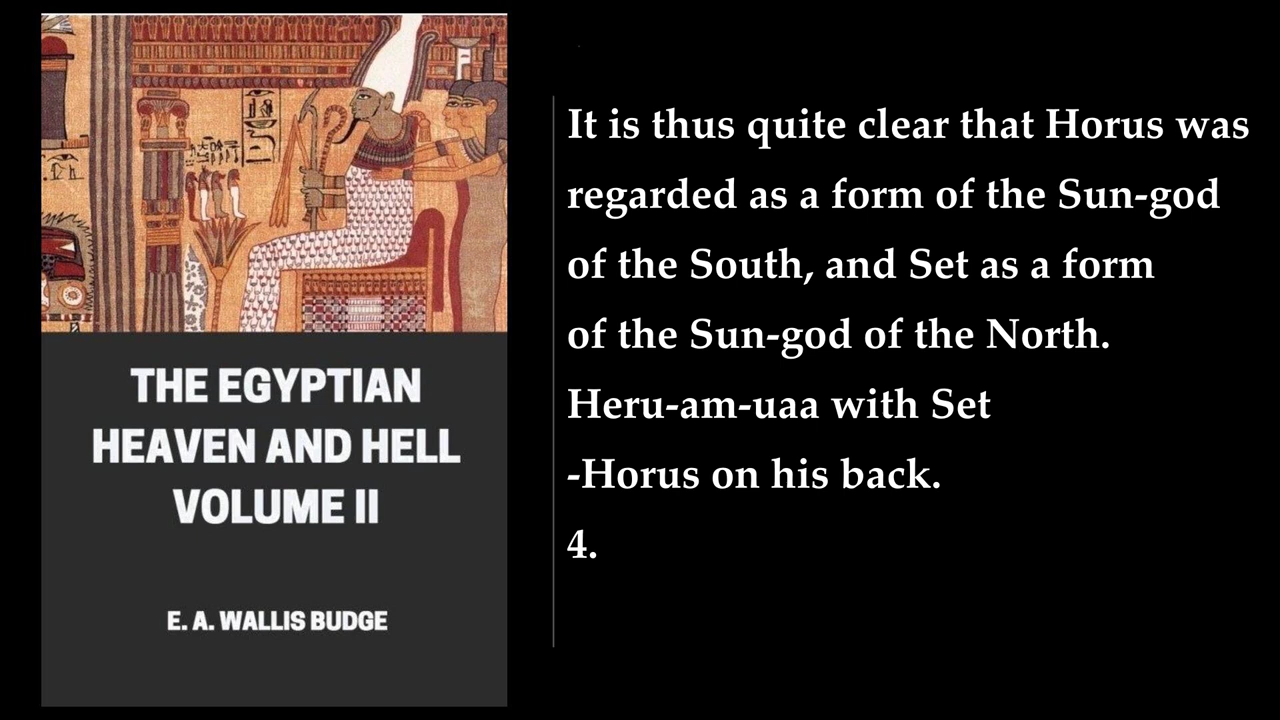 THE EGYPTIAN
HEAVEN AND HELL
VOLUME II
E. A. WALLIS BUDGE
It is thus quite clear that Horus was
regarded as a form of the Sun-god
of the South, and Set as a form
of the Sun-god of the North.
Heru-am-uaa with Set
-Horus on his back.
4.